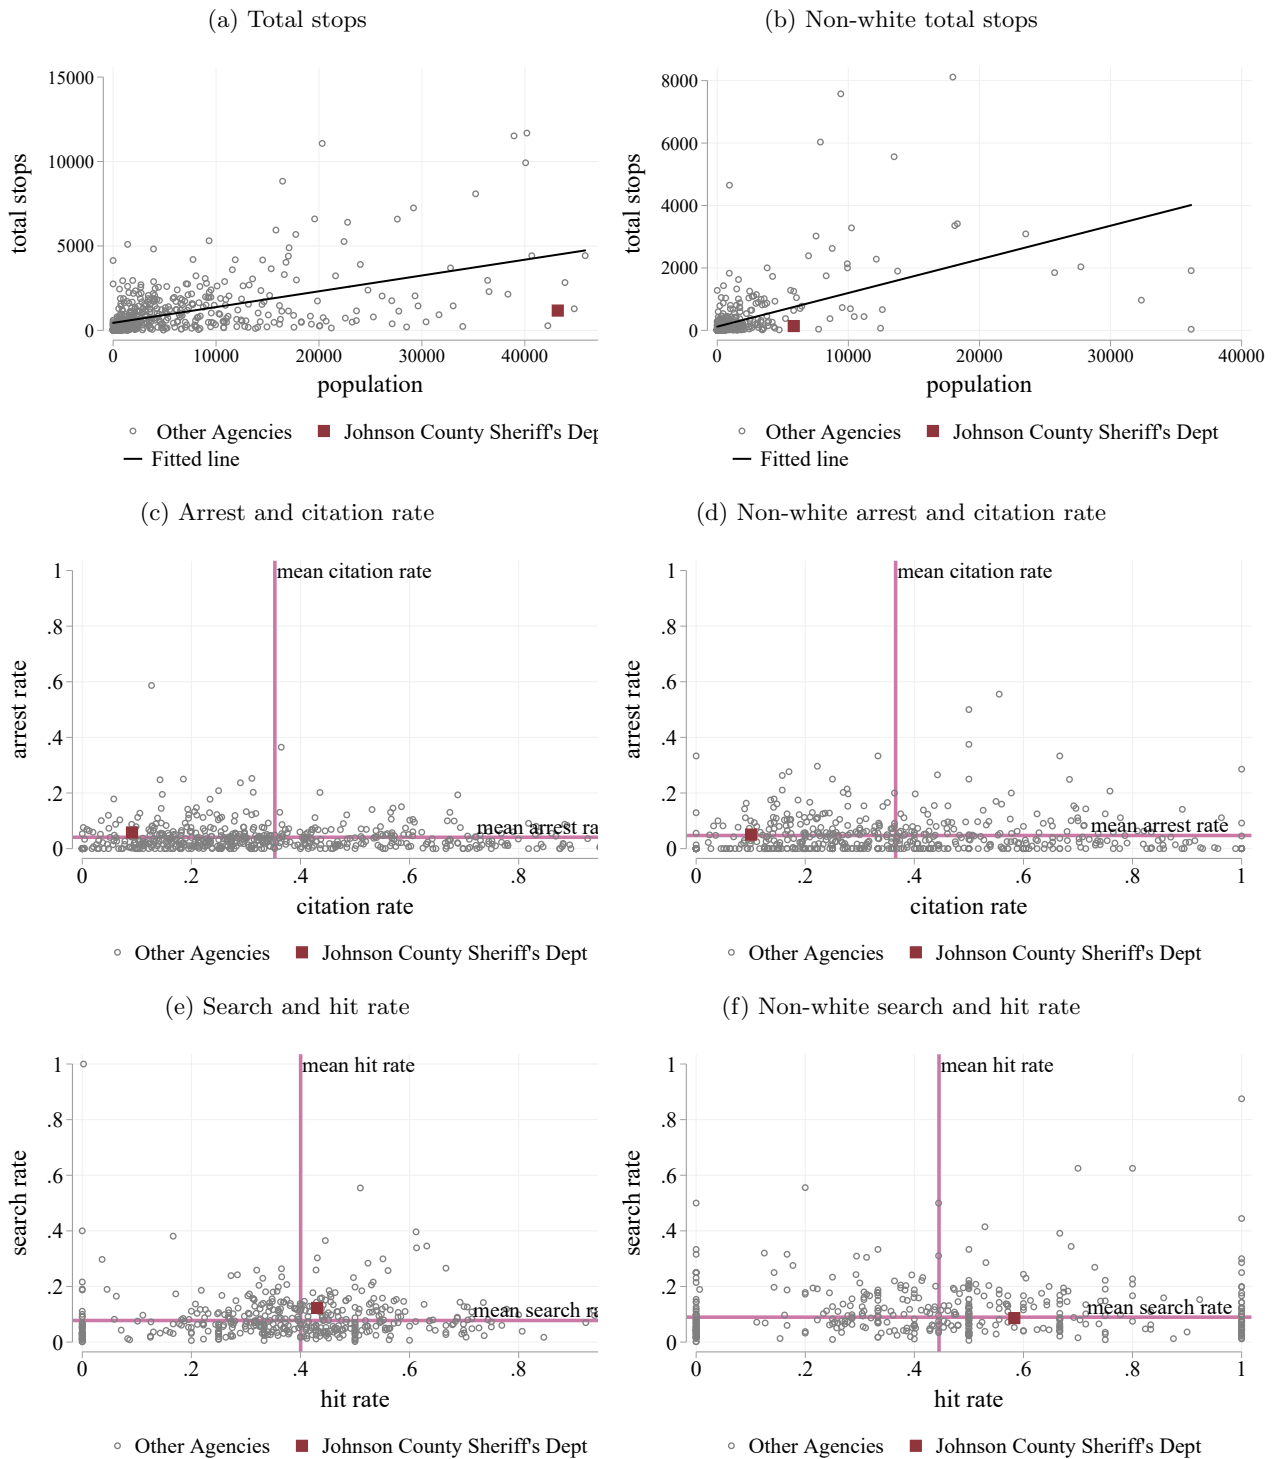 (a) Total stops
15000
10000
5000
0
total stops
0 10000 20000 30000 40000
population
Other Agencies Johnson County Sheriff's Dep
Fitted line
(b) Non-white total stops
8000
6000
4000
2000
0
total stops
0 10000 20000 30000 40000
population
Other Agencies Johnson County Sheriff's Dept
Fitted line
(c) Arrest and citation rate
mean citation rate
1
.8
.6
.4
.2
0
arrest rate
mean arrest ra
0 .2 .4 .6 .8
citation rate
Other Agencies Johnson County Sheriff's Dept
(d) Non-white arrest and citation rate
mean citation rate
1
.8
.6
.4
.2
0
arrest rate
mean arrest rate
0 .2 .4 .6 .8 1
citation rate
Other Agencies Johnson County Sheriff's Dept
(e) Search and hit rate
mean hit rate
1
.8
.6
.4
.2
0
search rate
mean search ra
0 .2 .4 .6 .8
hit rate
Other Agencies Johnson County Sheriff's Dept
(f) Non-white search and hit rate
mean hit rate
1
.8
.6
.4
.2
0
search rate
mean search rate
0 .2 .4 .6 .8 1
hit rate
Other Agencies Johnson County Sheriff's Dept